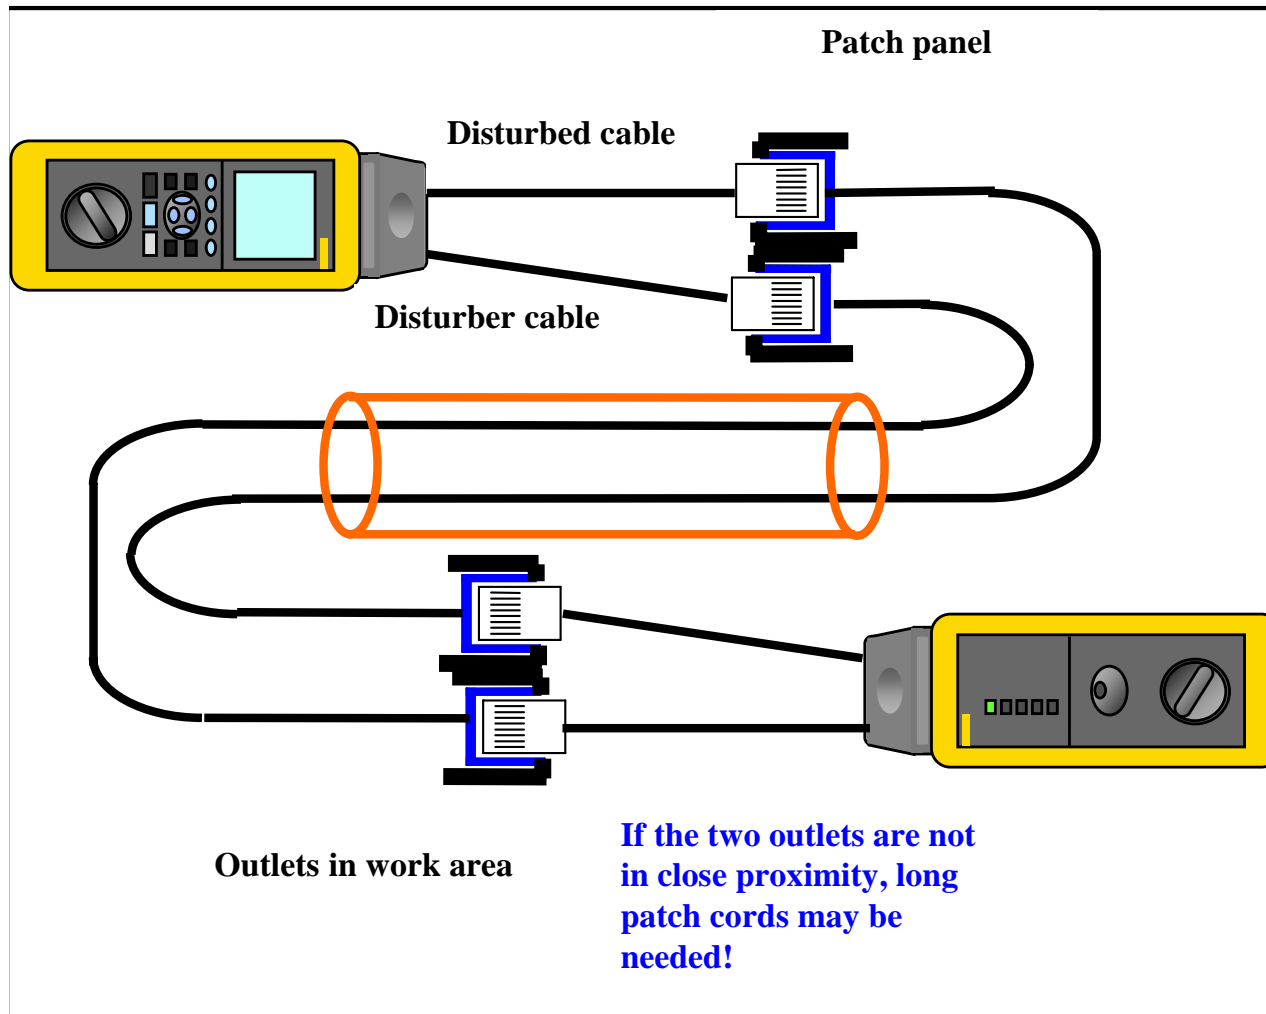 Patch panel
Disturbed cable
Disturber cable
Outlets in work area
If the two outlets are not
in close proximity, long
patch cords may be
needed!